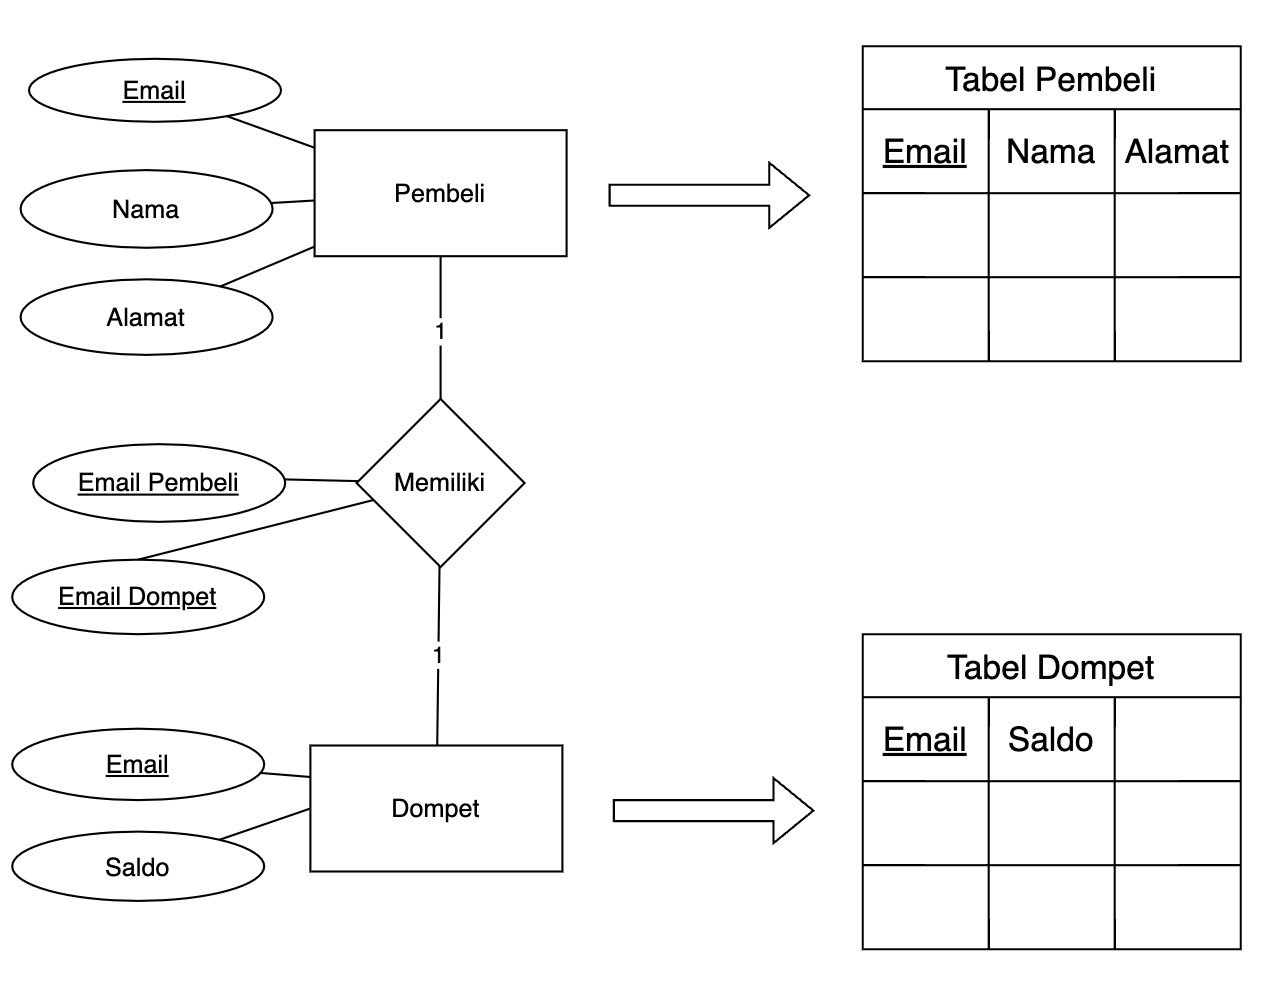 Email
Nama
Alamat
Pembeli
1
Email Pembeli
Email Dompet
Memiliki
1
Email
Saldo
Dompet
Tabel Pembeli
Email Nama Alamat
Tabel Dompet
Email Saldo